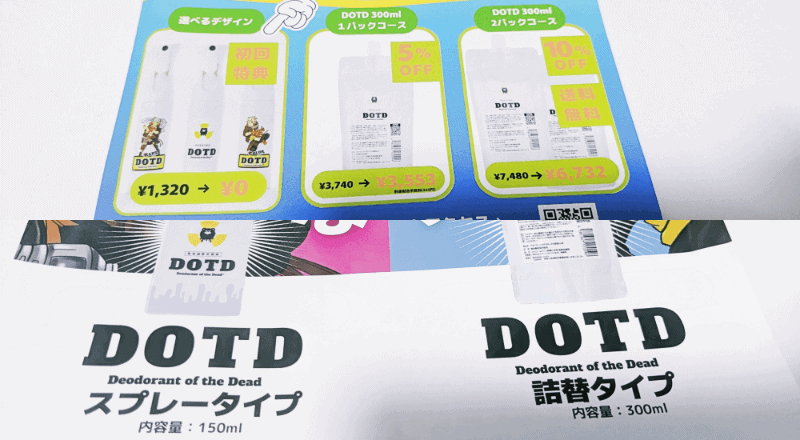 選べるデザイン
初回
特典
DOTD
DOTD
DOTD
¥1,320 → ¥0
DOTD 300ml
1パックコース
5%
OFF
DOTD
¥3,740 → ¥3,553
DOTD 300ml
2パックコース
10%
OFF
送料
無料
DOTD
¥7,480 → ¥6,732
DOTD
Deodorant of the Dead
DOTD
Deodorant of the Dead
スプレータイプ
内容量：150ml
DOTD
Deodorant of the Dead
詰替タイプ
内容量：300ml